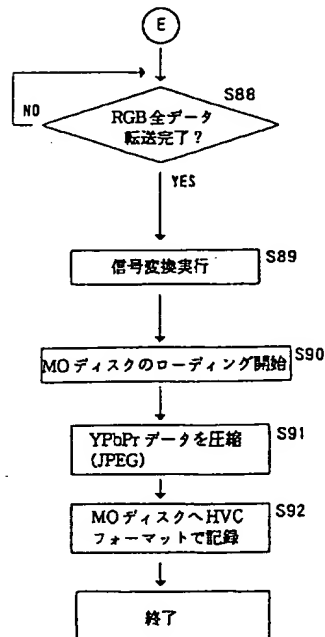 E
S88
NO
RGB全データ
転送完了?
YES
信号変換実行
S89
MOディスクのローディング開始
S90
YPbPrデータを圧縮
(JPEG)
S91
MOディスクへHVC
フォーマットで記録
S92
終了